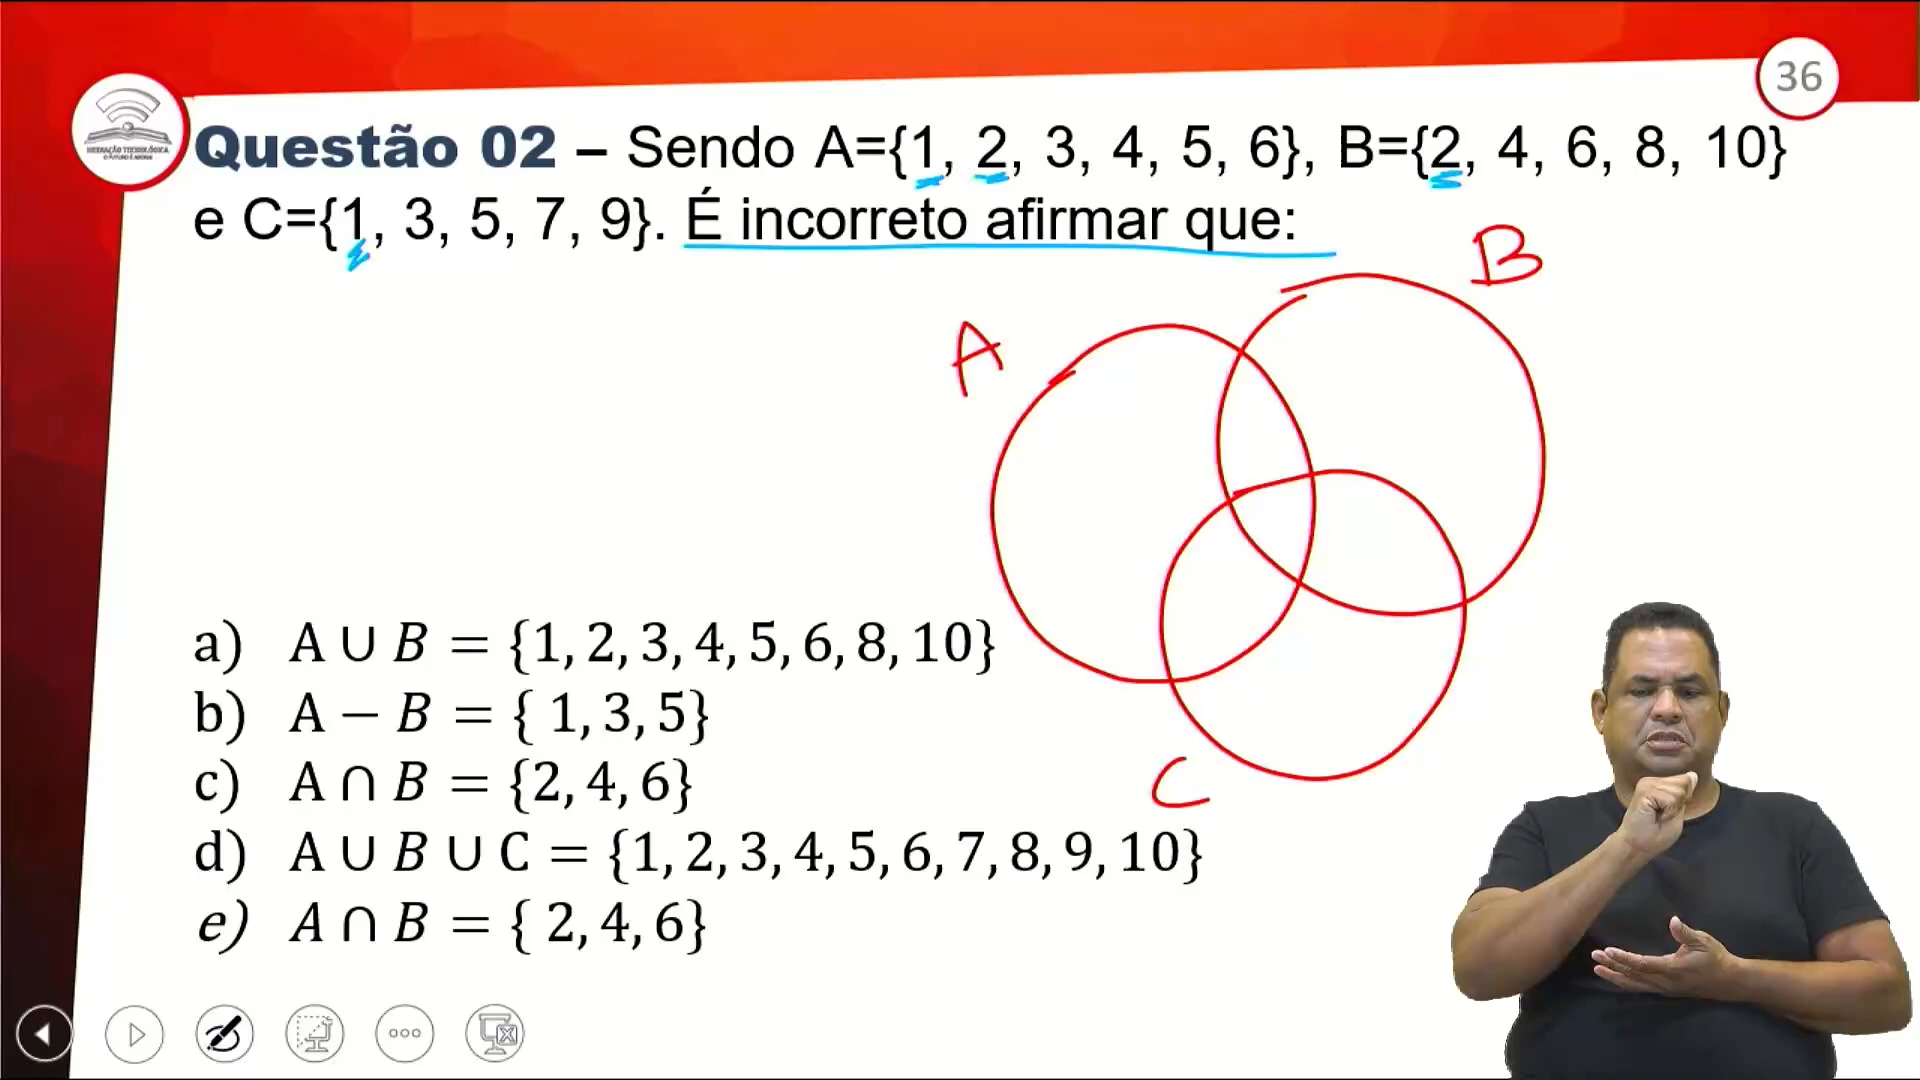 36
MEDIAÇÃO TECNOLÓGICA
Questão 02 – Sendo A={1, 2, 3, 4, 5, 6}, B={2, 4, 6, 8, 10}
e C={1, 3, 5, 7, 9}. É incorreto afirmar que:
B
A
C
a) A ∪ B = {1, 2, 3, 4, 5, 6, 8, 10}
b) A − B = { 1, 3, 5}
c) A ∩ B = {2, 4, 6}
d) A ∪ B ∪ C = {1, 2, 3, 4, 5, 6, 7, 8, 9, 10}
e) A ∩ B = { 2, 4, 6}